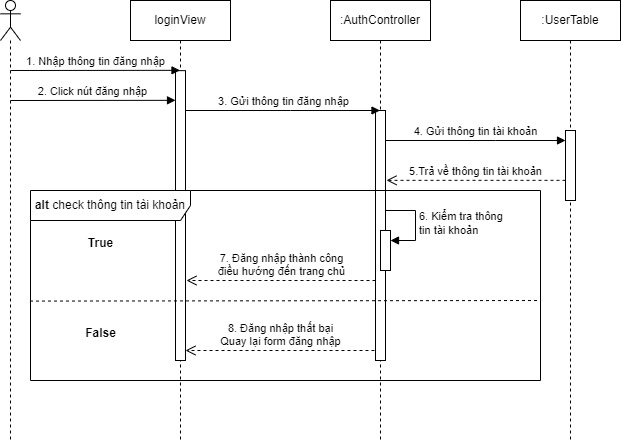 loginView
:AuthController
:UserTable
1. Nhập thông tin đăng nhập
2. Click nút đăng nhập
3. Gửi thông tin đăng nhập
4. Gửi thông tin tài khoản
5.Trả về thông tin tài khoản
alt check thông tin tài khoản
6. Kiểm tra thông
tin tài khoản
True
7. Đăng nhập thành công
điều hướng đến trang chủ
False
8. Đăng nhập thất bại
Quay lại form đăng nhập